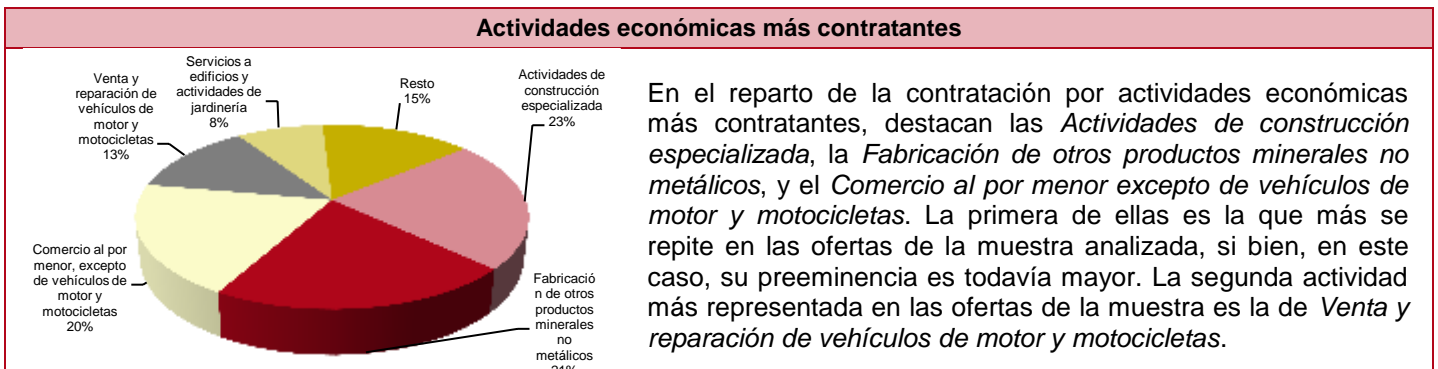 Actividades económicas más contratantes
Servicios a
edificios y
actividades de
jardinería
8%
Venta y
reparación de
vehículos de
motor y
motocicletas
13%
Resto
15%
Actividades de
construcción
especializada
23%
Comercio al por
menor, excepto
de vehículos de
motor y
motocicletas
20%
Fabricació
n de otros
productos
minerales
no
metálicos
En el reparto de la contratación por actividades económicas
más contratantes, destacan las Actividades de construcción
especializada, la Fabricación de otros productos minerales no
metálicos, y el Comercio al por menor excepto de vehículos de
motor y motocicletas. La primera de ellas es la que más se
repite en las ofertas de la muestra analizada, si bien, en este
caso, su preeminencia es todavía mayor. La segunda actividad
más representada en las ofertas de la muestra es la de Venta y
reparación de vehículos de motor y motocicletas.